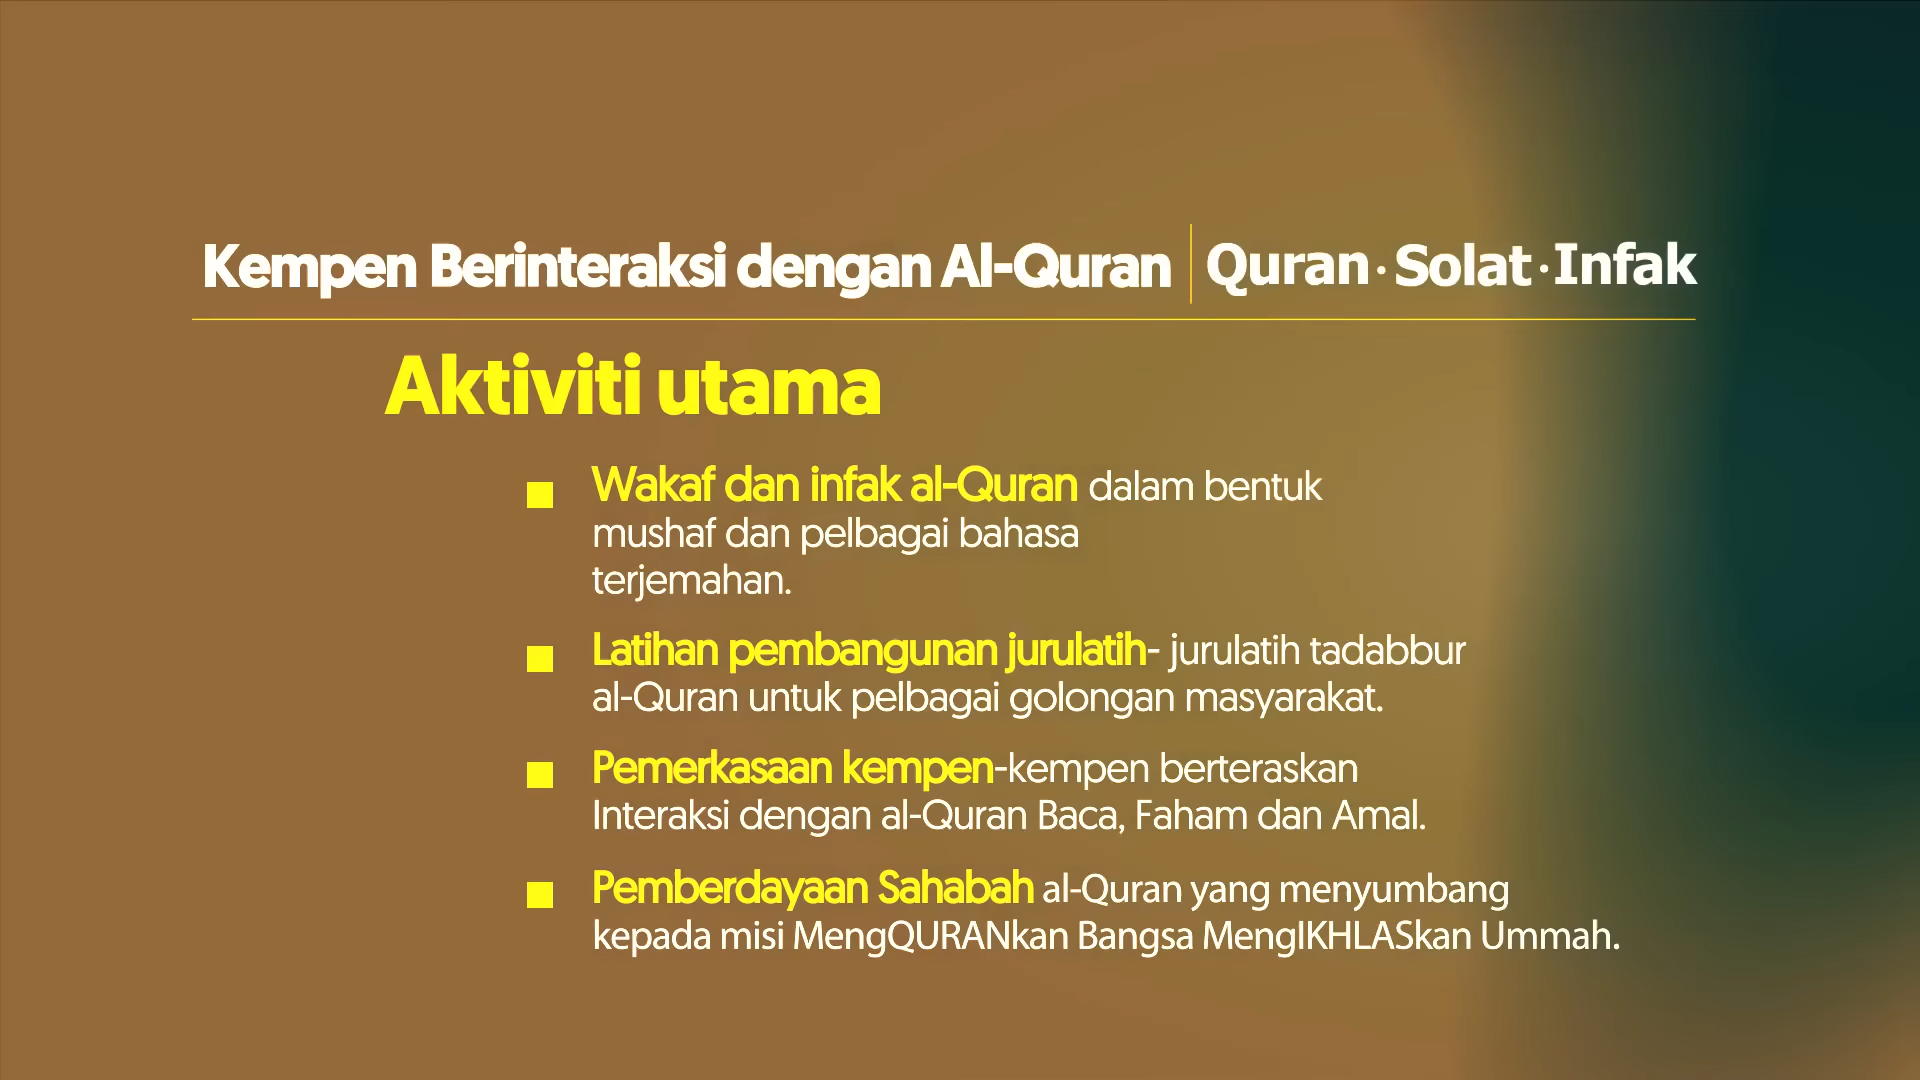 Kempen Berinteraksi dengan Al-Quran | Quran · Solat · Infak
Aktiviti utama
Wakaf dan infak al-Quran dalam bentuk
mushaf dan pelbagai bahasa
terjemahan.
Latihan pembangunan jurulatih- jurulatih tadabbur
al-Quran untuk pelbagai golongan masyarakat.
Pemerkasaan kempen-kempen berteraskan
Interaksi dengan al-Quran Baca, Faham dan Amal.
Pemberdayaan Sahabah al-Quran yang menyumbang
kepada misi MengQURANkan Bangsa MengIKHLASkan Ummah.